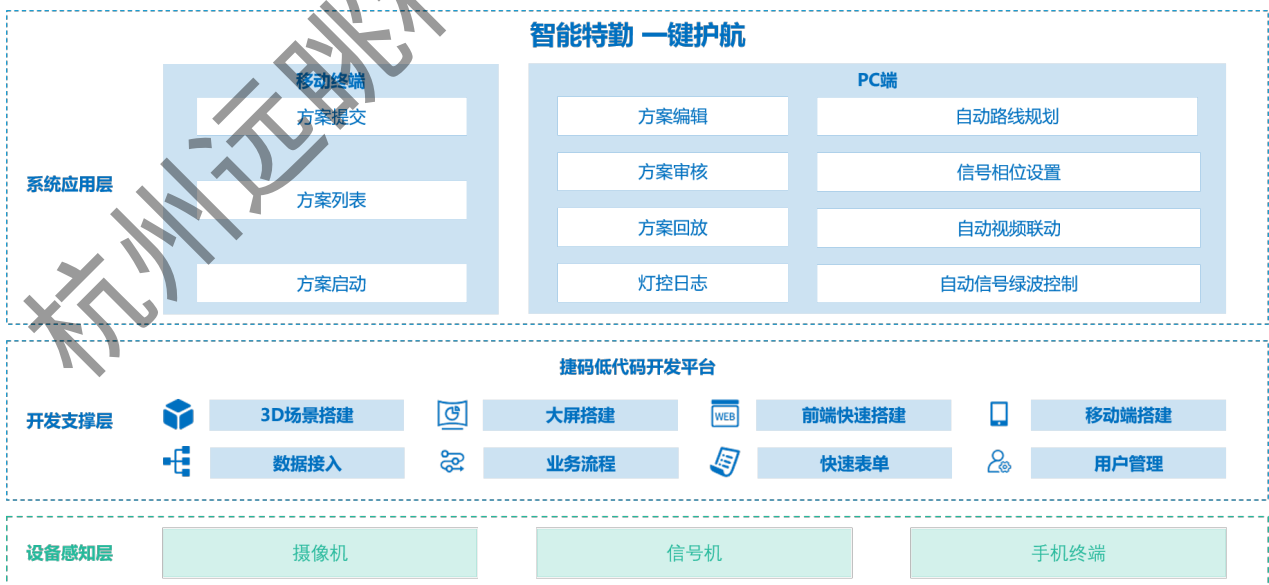 智能特勤 一键护航
系统应用层
移动终端
方案提交
方案列表
方案启动
PC端
方案编辑
自动路线规划
方案审核
信号相位设置
方案回放
自动视频联动
灯控日志
自动信号绿波控制
捷码低代码开发平台
开发支撑层
3D场景搭建
大屏搭建
WEB
前端快速搭建
移动端搭建
数据接入
业务流程
快速表单
用户管理
设备感知层
摄像机
信号机
手机终端
杭州远眺